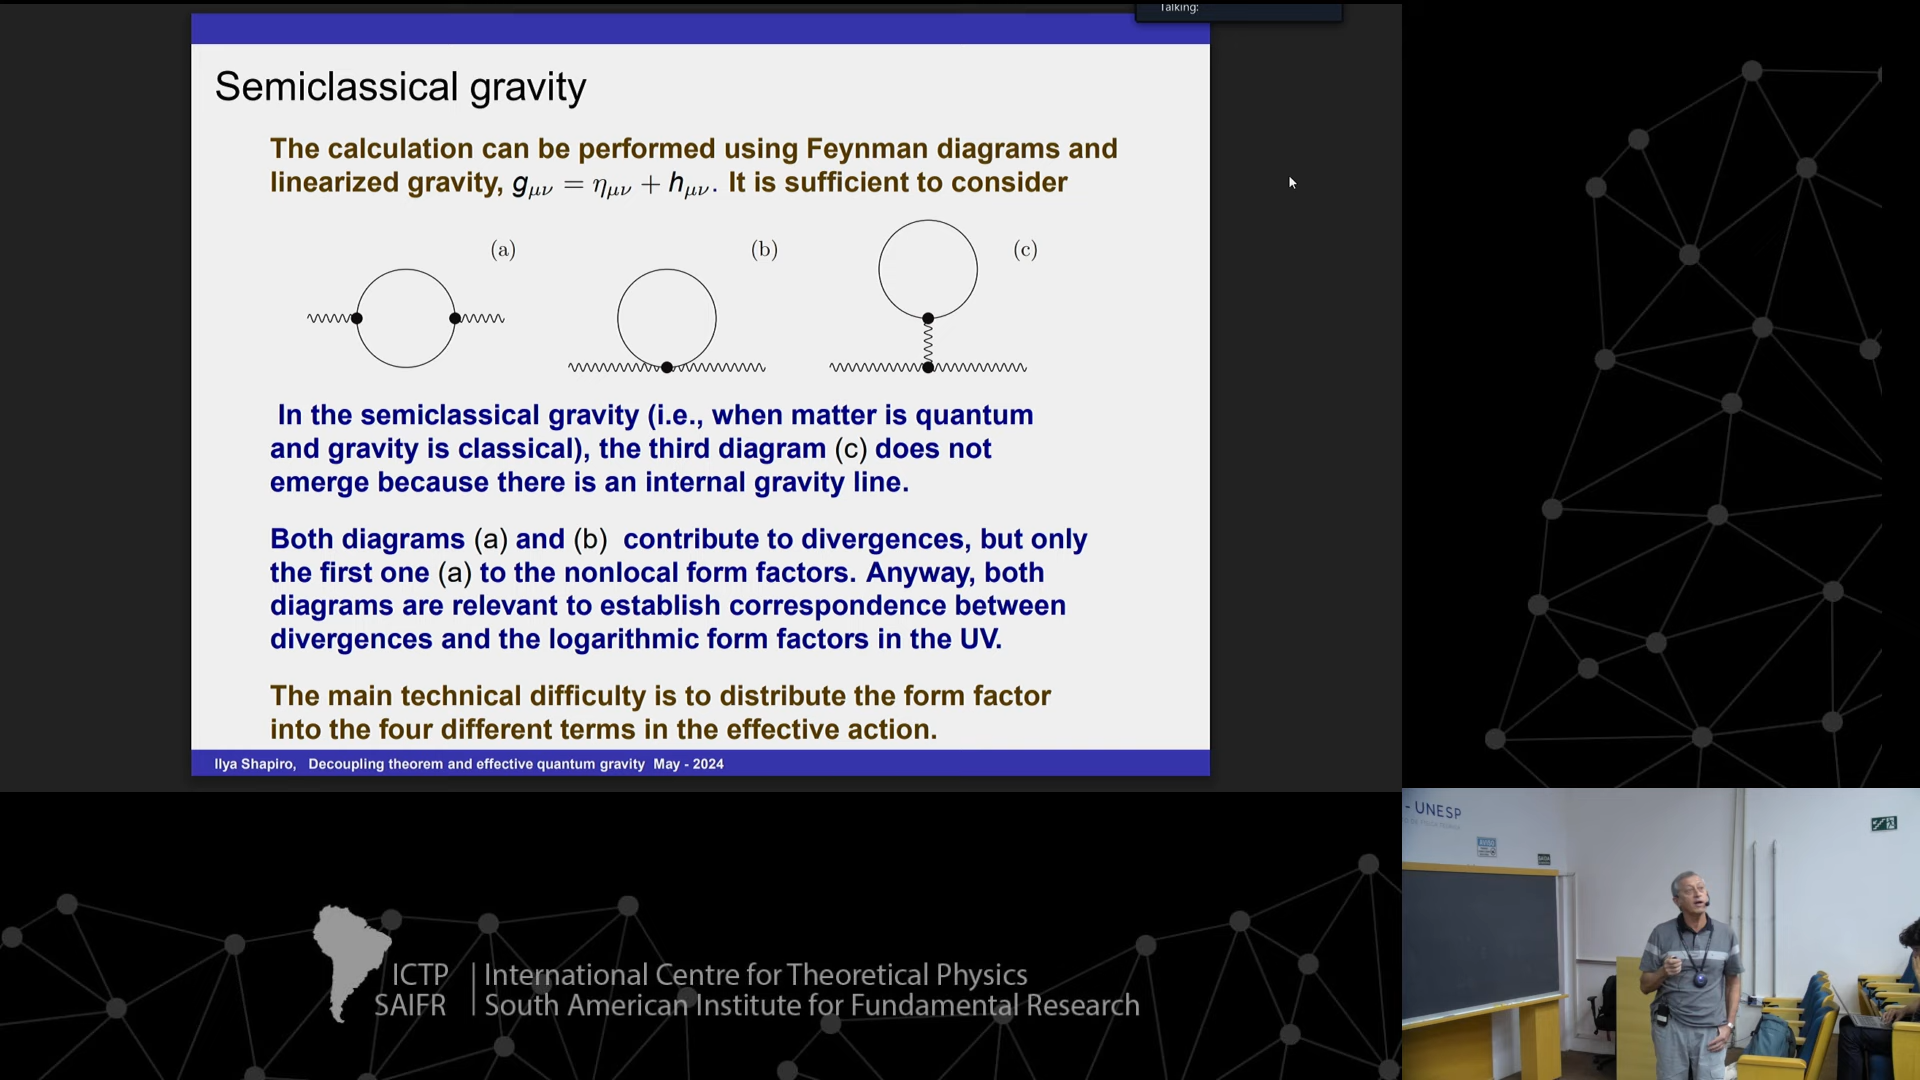 Talking:
Semiclassical gravity
The calculation can be performed using Feynman diagrams and
linearized gravity, gμν = ημν + hμν. It is sufficient to consider
(a)
(b)
(c)
In the semiclassical gravity (i.e., when matter is quantum
and gravity is classical), the third diagram (c) does not
emerge because there is an internal gravity line.
Both diagrams (a) and (b) contribute to divergences, but only
the first one (a) to the nonlocal form factors. Anyway, both
diagrams are relevant to establish correspondence between
divergences and the logarithmic form factors in the UV.
The main technical difficulty is to distribute the form factor
into the four different terms in the effective action.
Ilya Shapiro, Decoupling theorem and effective quantum gravity May - 2024
- UNESP
ICTP | International Centre for Theoretical Physics
SAIFR | South American Institute for Fundamental Research